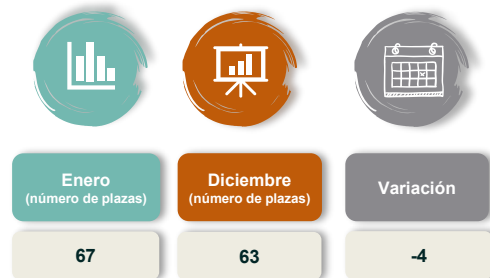 Enero
(número de plazas)
Diciembre
(número de plazas)
Variación
67
63
-4